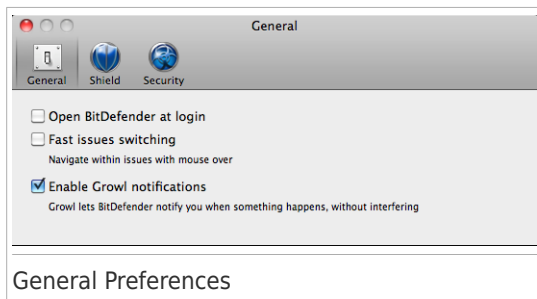 General
General Shield Security
Open BitDefender at login
Fast issues switching
Navigate within issues with mouse over
Enable Growl notifications
Growl lets BitDefender notify you when something happens, without interfering
General Preferences